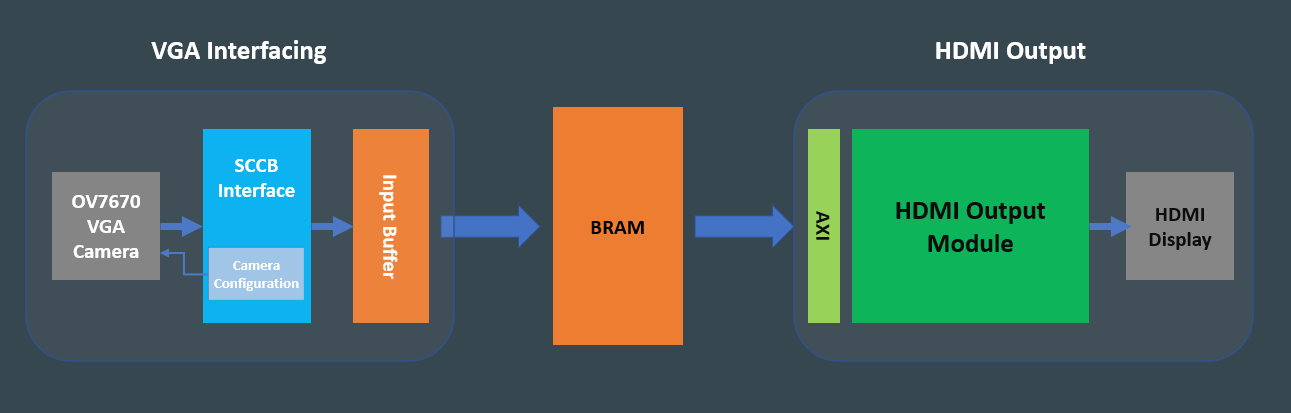 VGA Interfacing
HDMI Output
OV7670
VGA
Camera
SCCB
Interface
Camera
Configuration
Input Buffer
BRAM
AXI
HDMI Output
Module
HDMI
Display